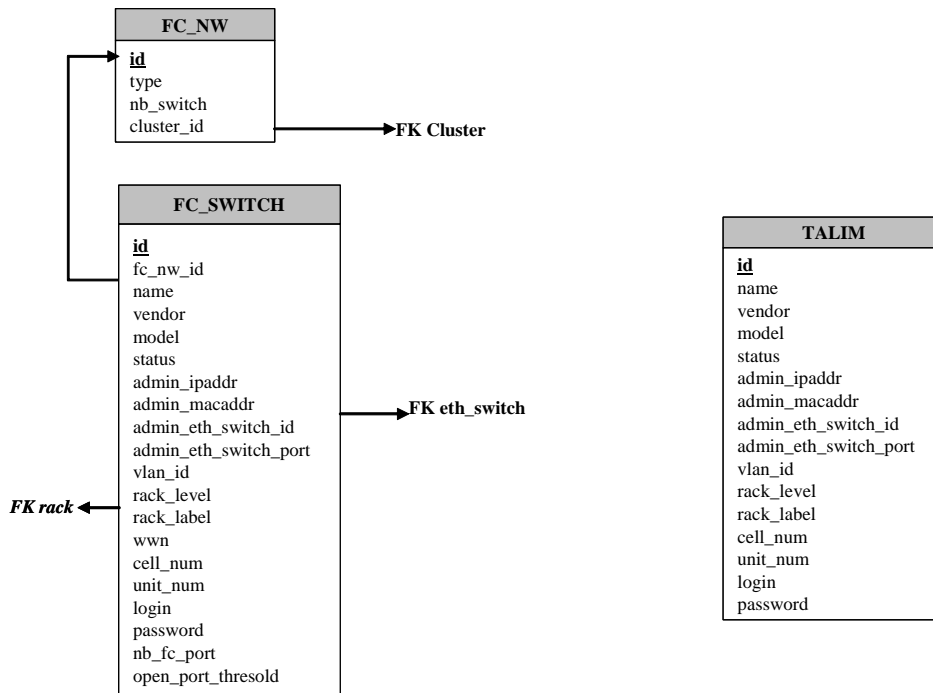 FC_NW
id
type
nb_switch
cluster_id
FK Cluster
FC_SWITCH
id
fc_nw_id
name
vendor
model
status
admin_ipaddr
admin_macaddr
admin_eth_switch_id
admin_eth_switch_port
vlan_id
rack_level
rack_label
wwn
cell_num
unit_num
login
password
nb_fc_port
open_port_thresold
FK eth_switch
FK rack
TALIM
id
name
vendor
model
status
admin_ipaddr
admin_macaddr
admin_eth_switch_id
admin_eth_switch_port
vlan_id
rack_level
rack_label
cell_num
unit_num
login
password